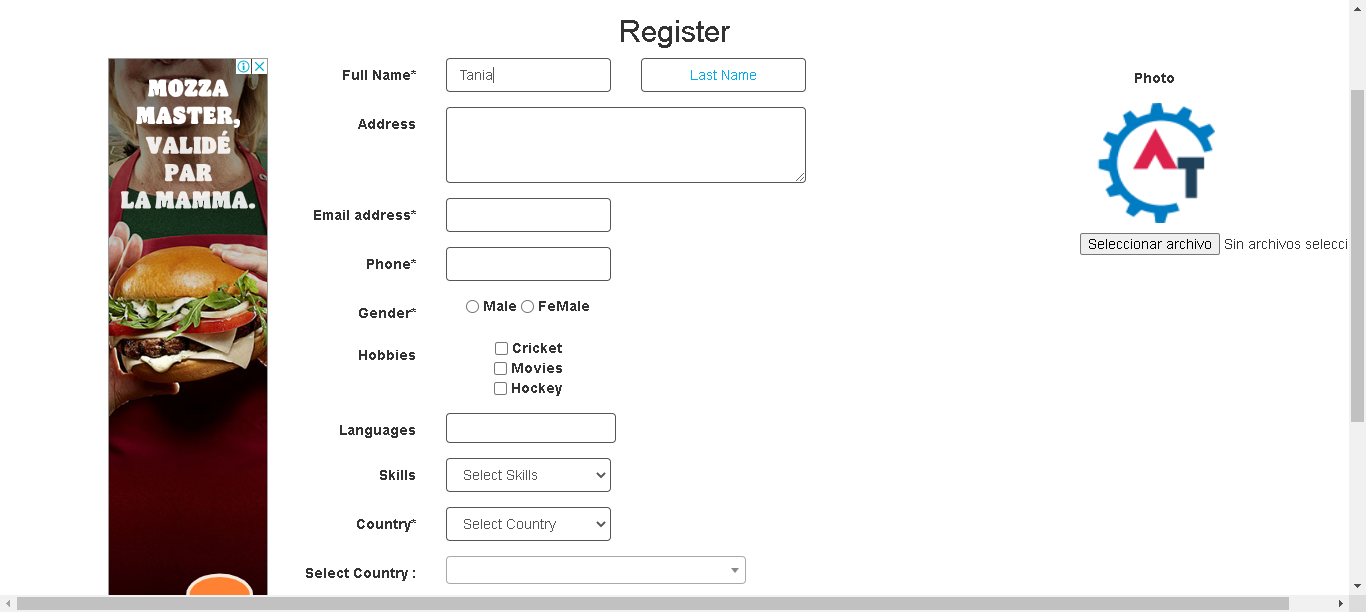 Register
MOZZA
MASTER,
VALIDÉ
PAR
LA MAMMA.
Full Name*
Tania
Last Name
Address
Email address*
Phone*
Gender*
Male
FeMale
Hobbies
Cricket
Movies
Hockey
Languages
Skills
Select Skills
Country*
Select Country
Select Country :
Photo
AT
Seleccionar archivo
Sin archivos selecci